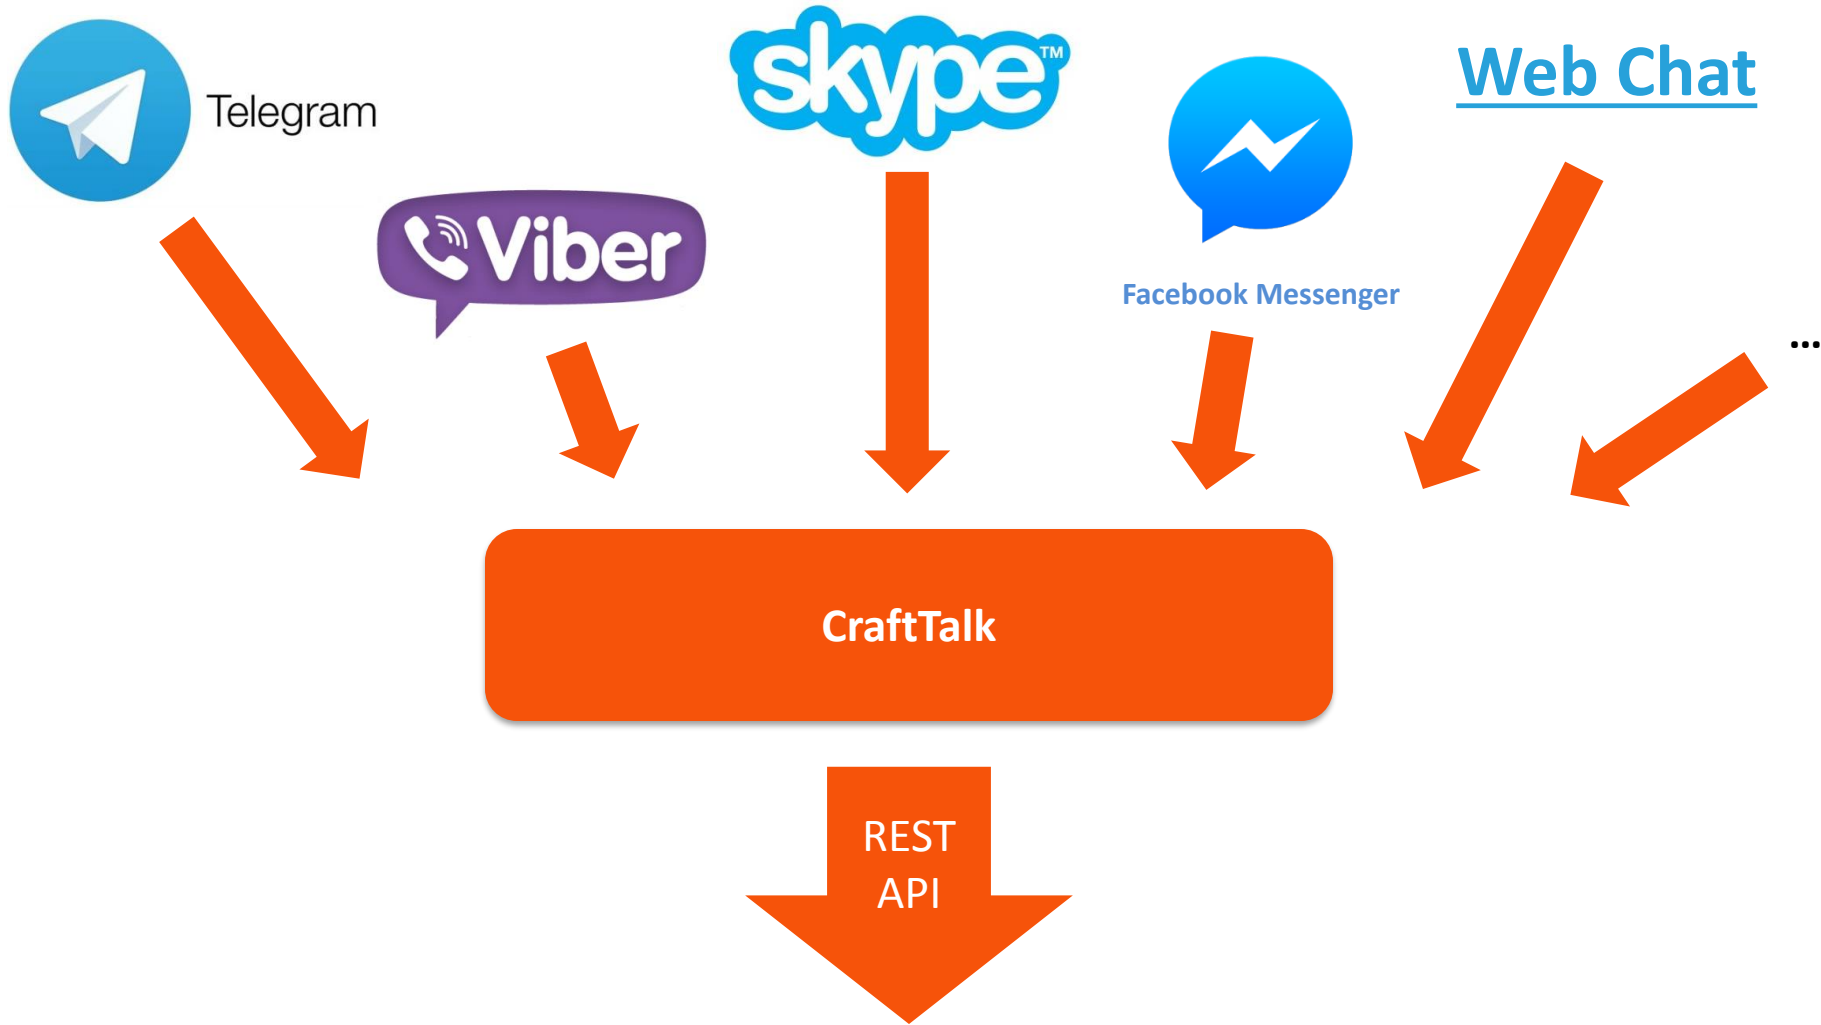 Telegram
Viber
skype™
Facebook Messenger
Web Chat
...
CraftTalk
REST
API